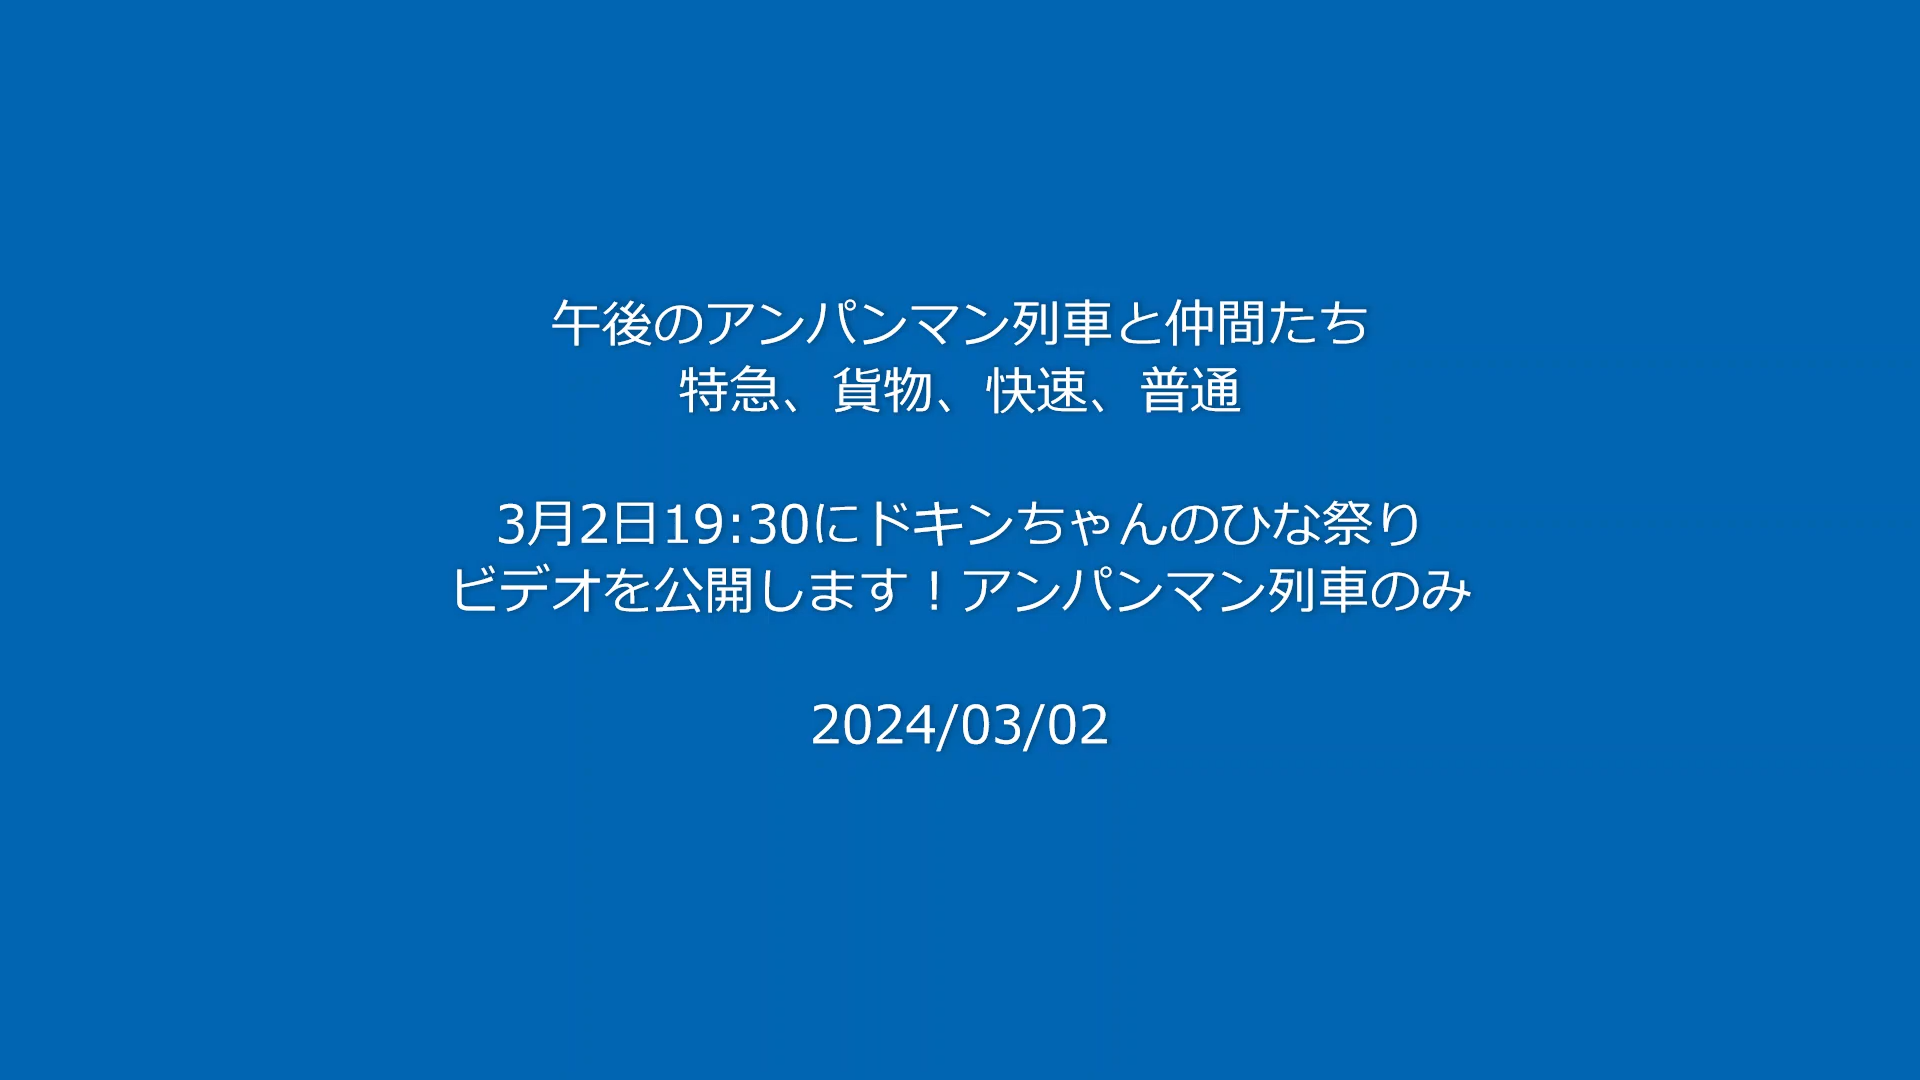 午後のアンパンマン列車と仲間たち
特急、貨物、快速、普通
3月2日19:30にドキンちゃんのひな祭り
ビデオを公開します！アンパンマン列車のみ
2024/03/02